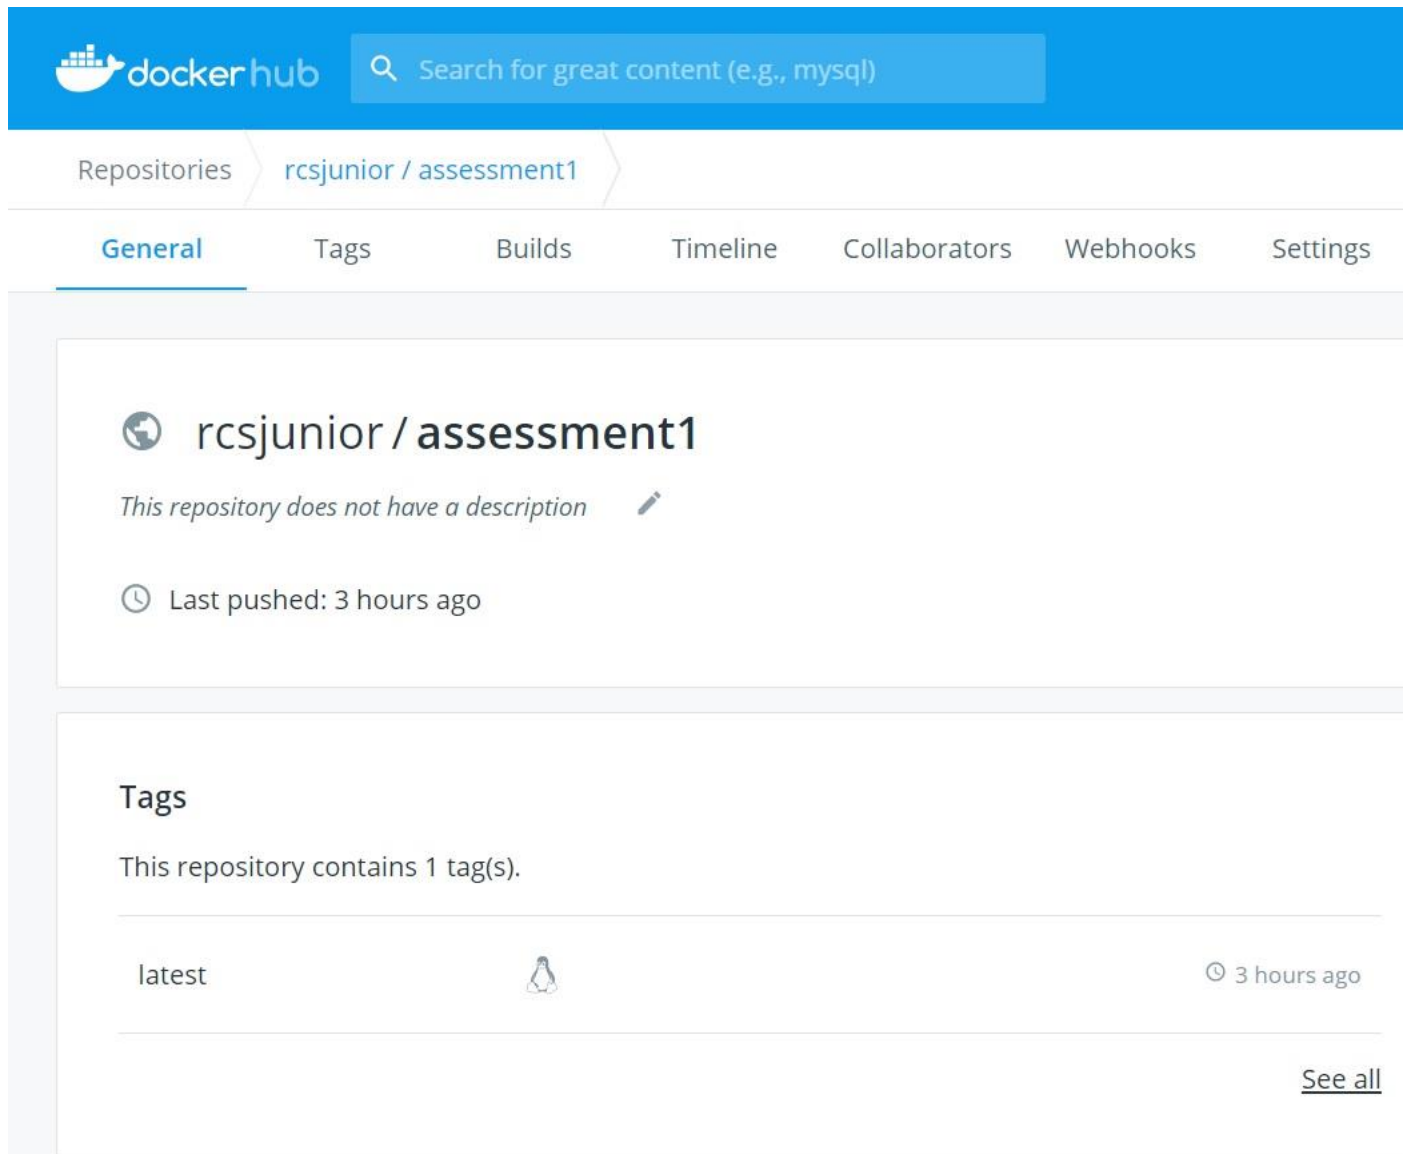 dockerhub Search for great content (e.g., mysql)
Repositories rcsjunior / assessment1
General Tags Builds Timeline Collaborators Webhooks Settings
rcsjunior / assessment1
This repository does not have a description
Last pushed: 3 hours ago
Tags
This repository contains 1 tag(s).
latest 3 hours ago
See all